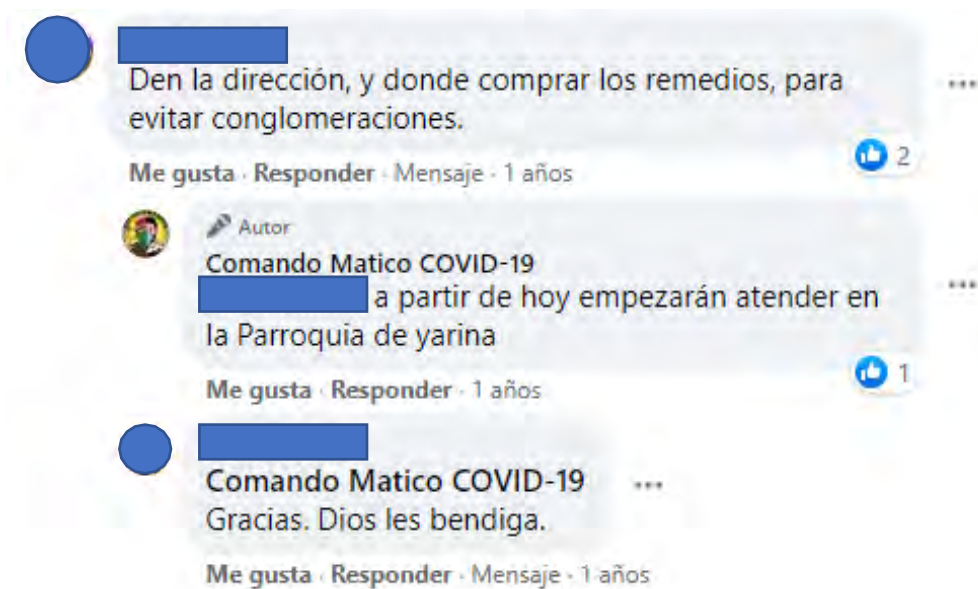 Den la dirección, y donde comprar los remedios, para
evitar conglomeraciones.
2
Me gusta · Responder · Mensaje · 1 años
Autor
Comando Matico COVID-19
a partir de hoy empezarán atender en
la Parroquia de yarina
1
Me gusta · Responder · 1 años
Comando Matico COVID-19
Gracias. Dios les bendiga.
Me gusta · Responder · Mensaje · 1 años